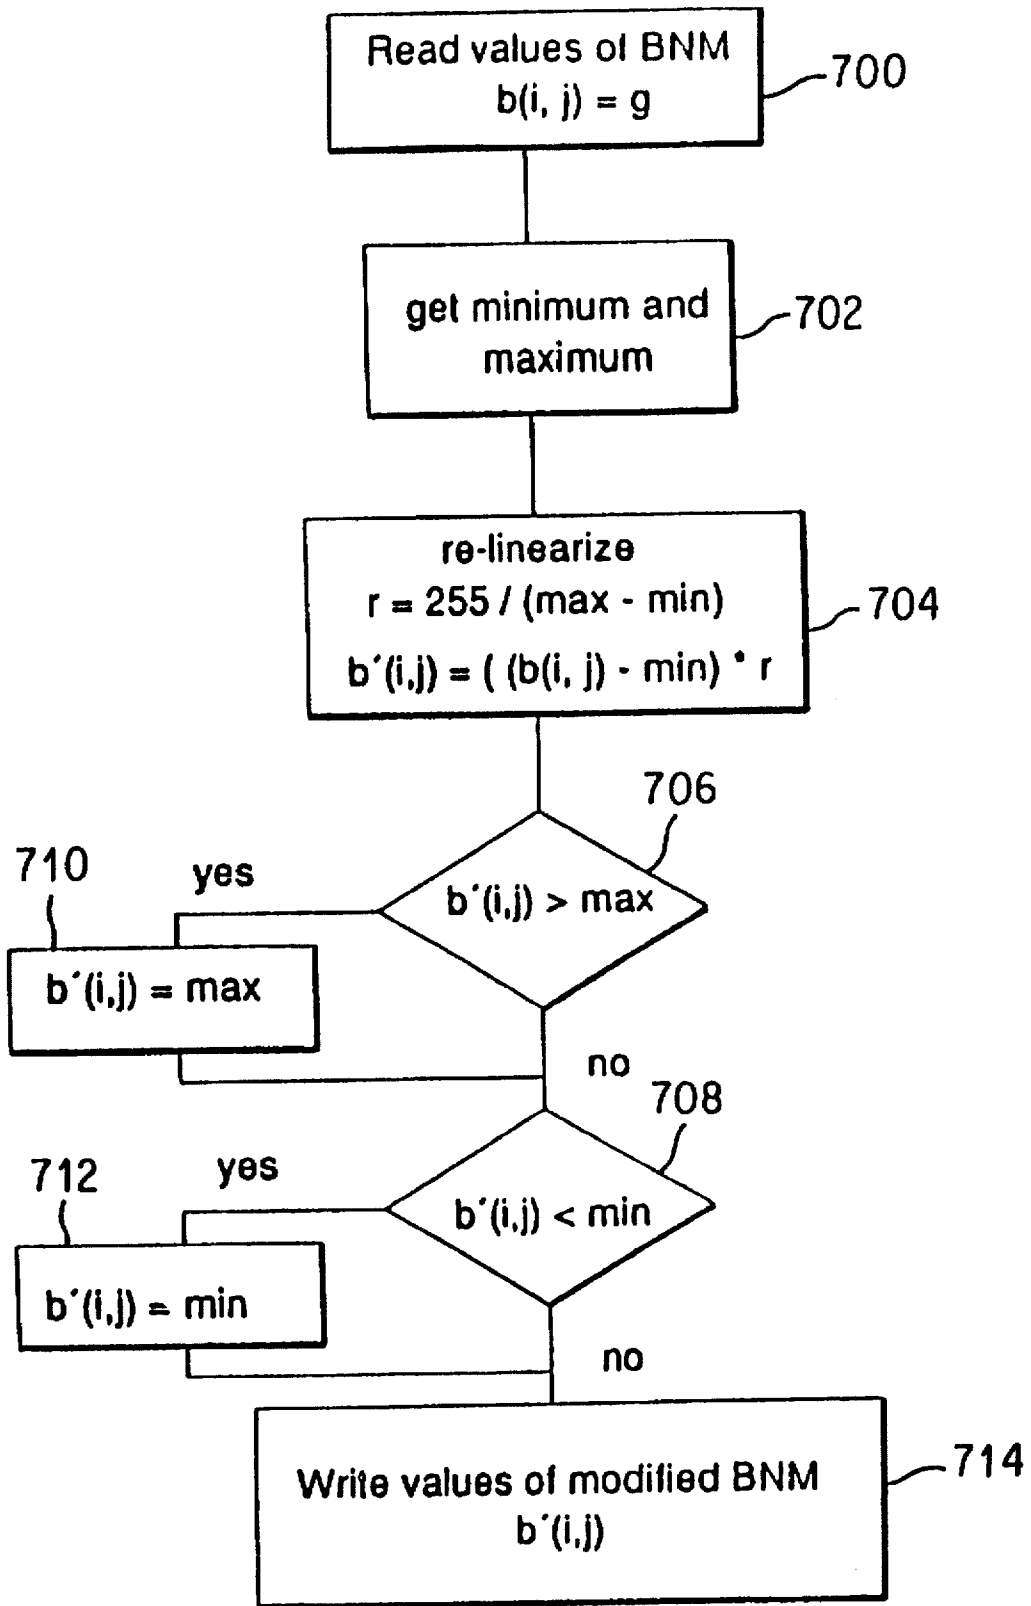 Read values of BNM
b(i, j) = g
700
get minimum and
maximum
702
re-linearize
r = 255 / (max - min)
b´(i,j) = ( (b(i, j) - min) * r
704
706
b´(i,j) > max
yes
710
b´(i,j) = max
no
708
b´(i,j) < min
yes
712
b´(i,j) = min
no
Write values of modified BNM
b´(i,j)
714